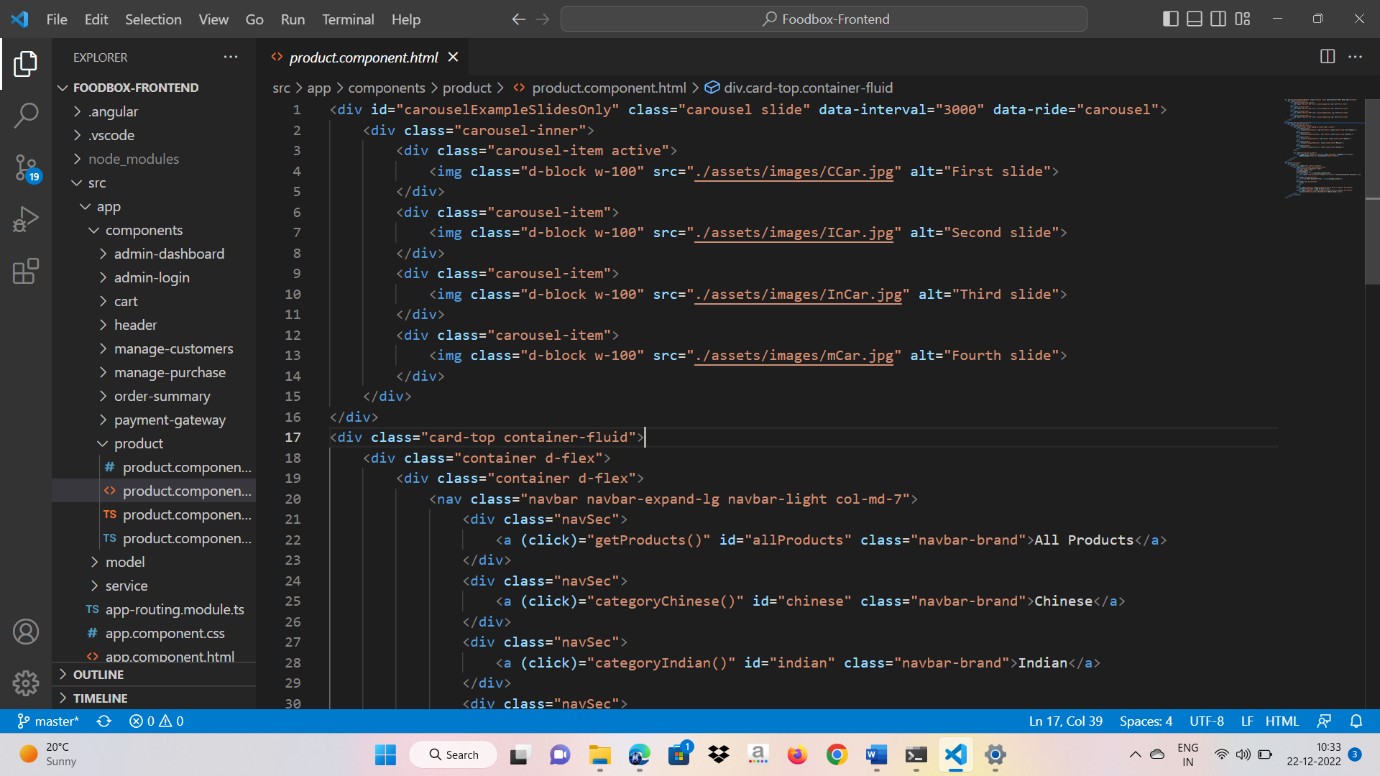 File Edit Selection View Go Run Terminal Help
Foodbox-Frontend
EXPLORER
product.component.html
FOODBOX-FRONTEND
.angular
.vscode
node_modules
src
app
components
admin-dashboard
admin-login
cart
header
manage-customers
manage-purchase
order-summary
payment-gateway
product
# product.componen...
<> product.componen...
TS product.componen...
TS product.componen...
model
service
TS app-routing.module.ts
# app.component.css
<> app.component.html
OUTLINE
TIMELINE
19
src > app > components > product > <> product.component.html > div.card-top.container-fluid
1 <div id="carouselExampleSlidesOnly" class="carousel slide" data-interval="3000" data-ride="carousel">
2 <div class="carousel-inner">
3 <div class="carousel-item active">
4 <img class="d-block w-100" src="./assets/images/CCar.jpg" alt="First slide">
5 </div>
6 <div class="carousel-item">
7 <img class="d-block w-100" src="./assets/images/ICar.jpg" alt="Second slide">
8 </div>
9 <div class="carousel-item">
10 <img class="d-block w-100" src="./assets/images/InCar.jpg" alt="Third slide">
11 </div>
12 <div class="carousel-item">
13 <img class="d-block w-100" src="./assets/images/mCar.jpg" alt="Fourth slide">
14 </div>
15 </div>
16 </div>
17 <div class="card-top container-fluid">
18 <div class="container d-flex">
19 <div class="container d-flex">
20 <nav class="navbar navbar-expand-lg navbar-light col-md-7">
21 <div class="navSec">
22 <a (click)="getProducts()" id="allProducts" class="navbar-brand">All Products</a>
23 </div>
24 <div class="navSec">
25 <a (click)="categoryChinese()" id="chinese" class="navbar-brand">Chinese</a>
26 </div>
27 <div class="navSec">
28 <a (click)="categoryIndian()" id="indian" class="navbar-brand">Indian</a>
29 </div>
30 <div class="navSec">
master* 0 0 Ln 17, Col 39 Spaces: 4 UTF-8 LF HTML
20°C
Sunny
Search
1
ENG
IN
10:33
22-12-2022
3